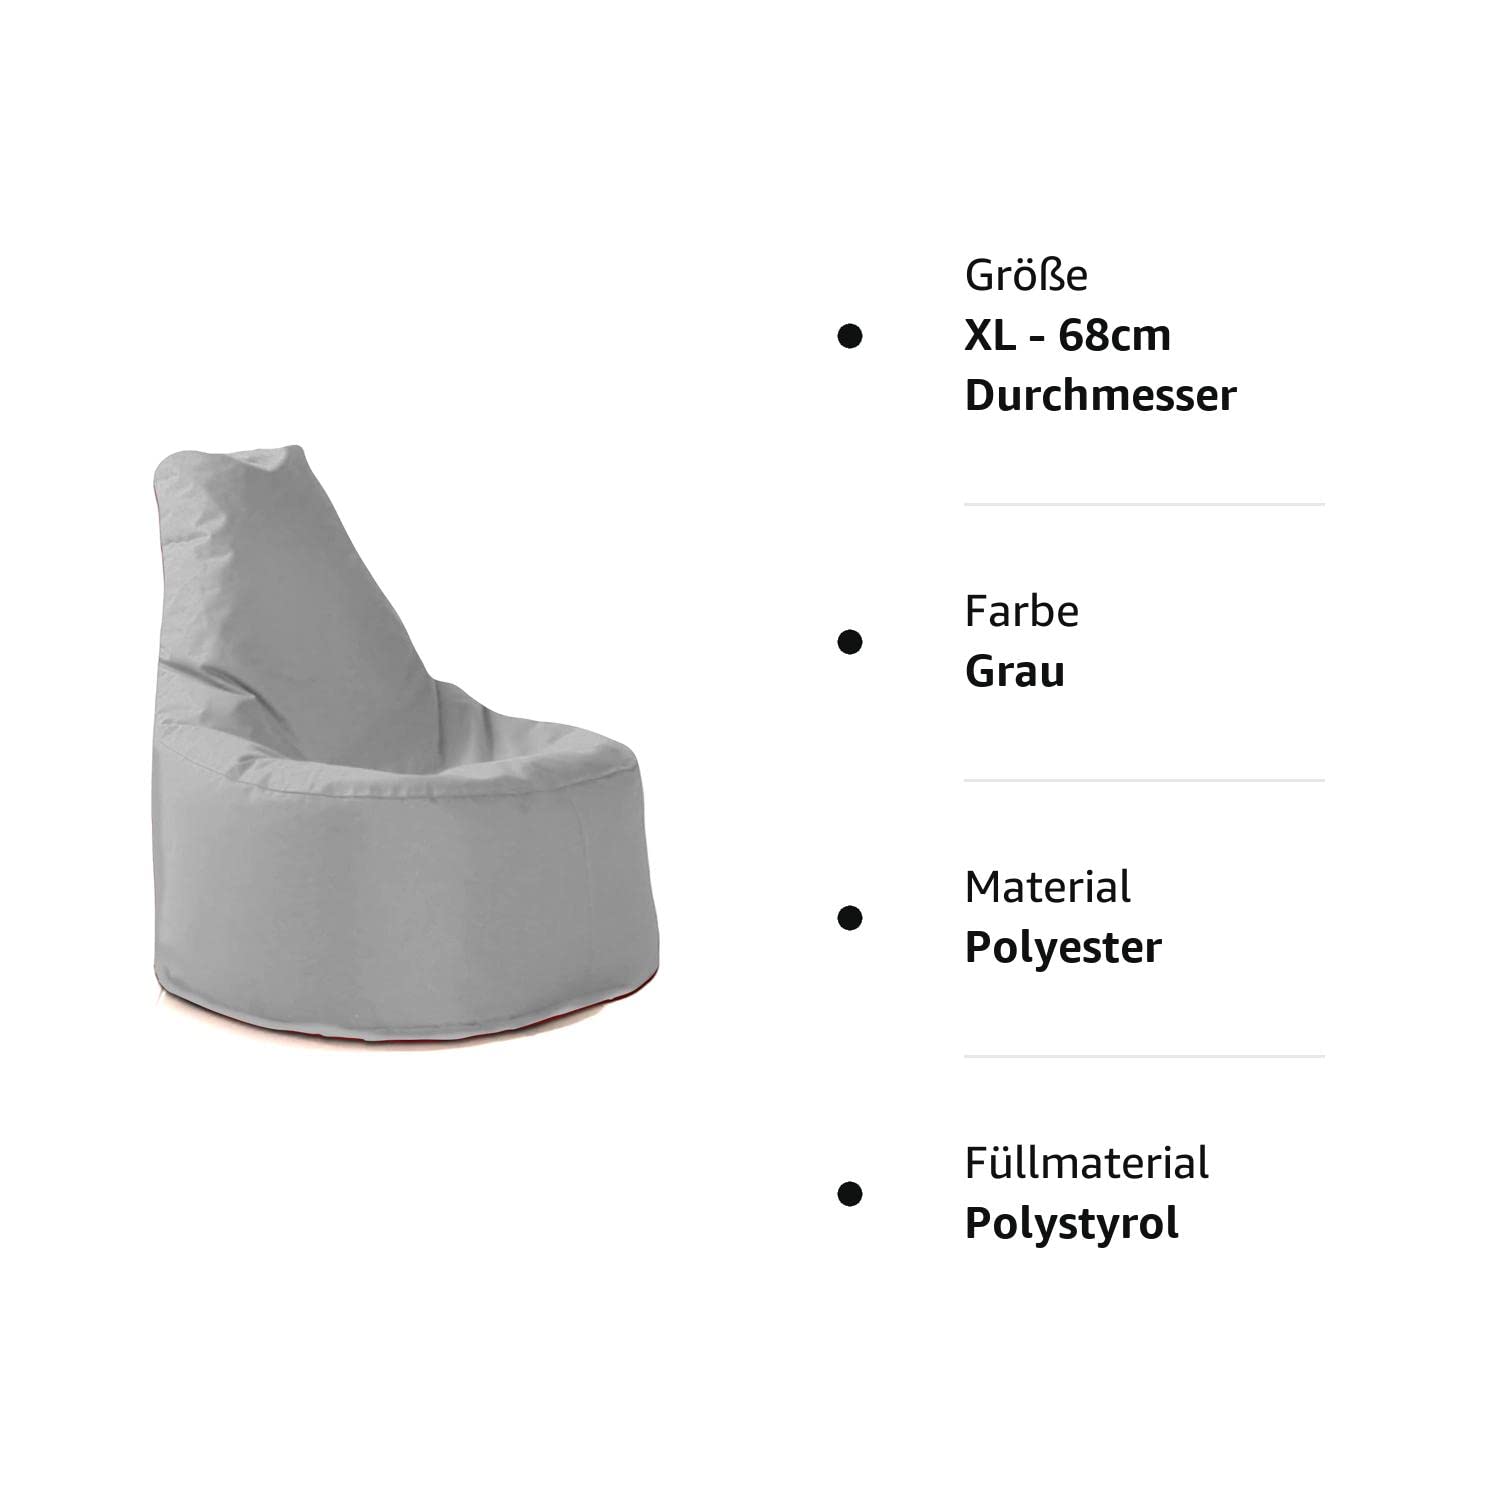 Größe
XL - 68cm
Durchmesser
Farbe
Grau
Material
Polyester
Füllmaterial
Polystyrol